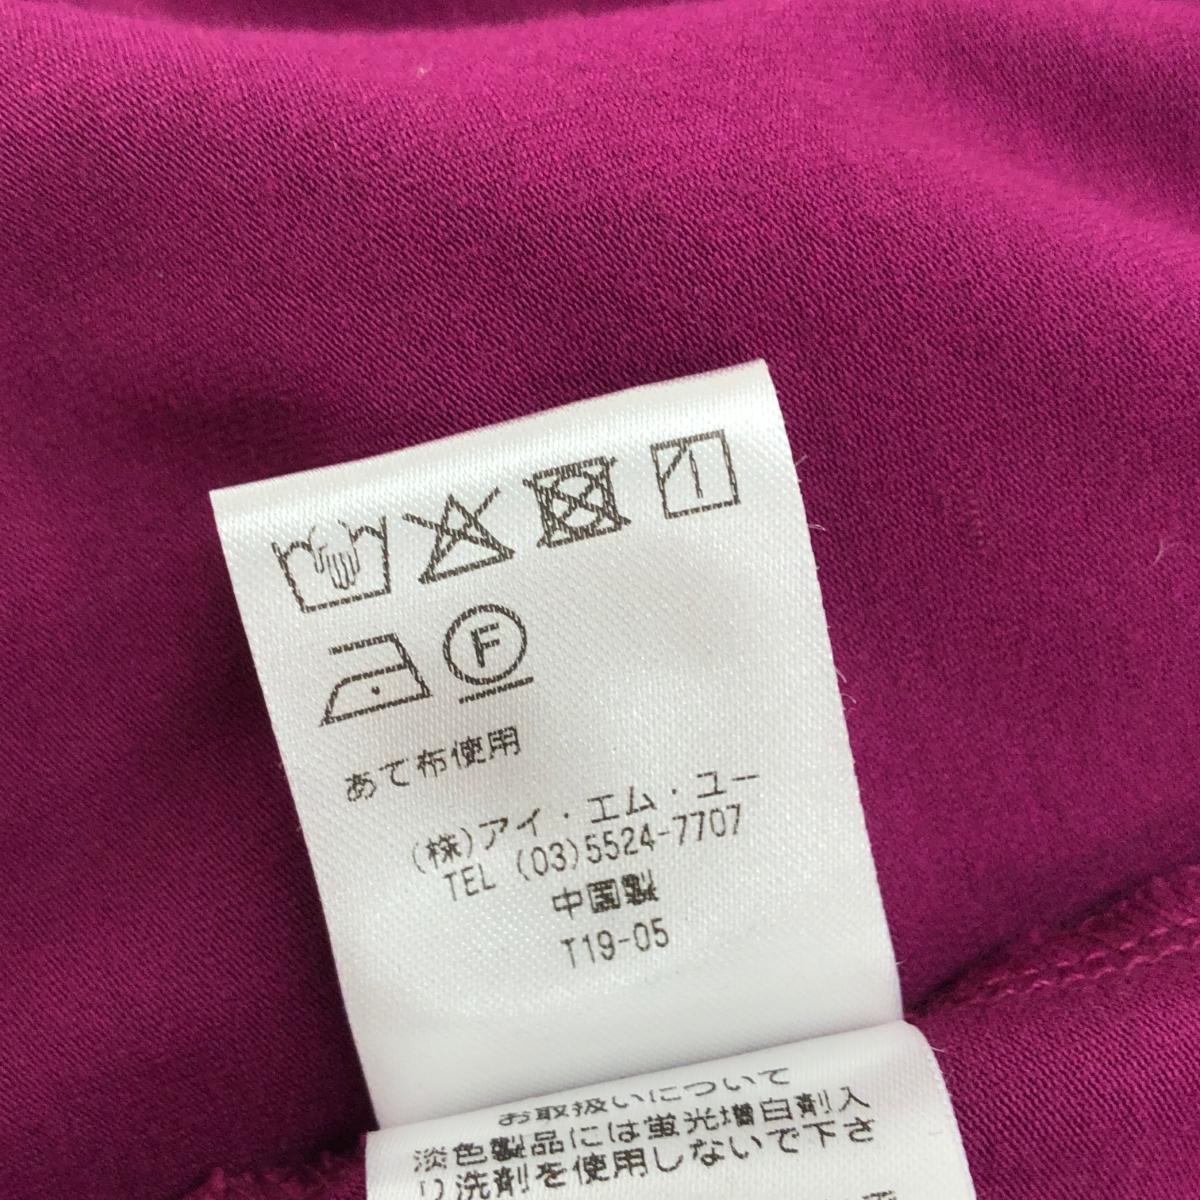 F
あて布使用
(株)アイ・エム・ユー
TEL (03)5524-7707
中国製
T19-05
お取扱いについて
淡色製品には蛍光増白剤入
り洗剤を使用しないで下さ